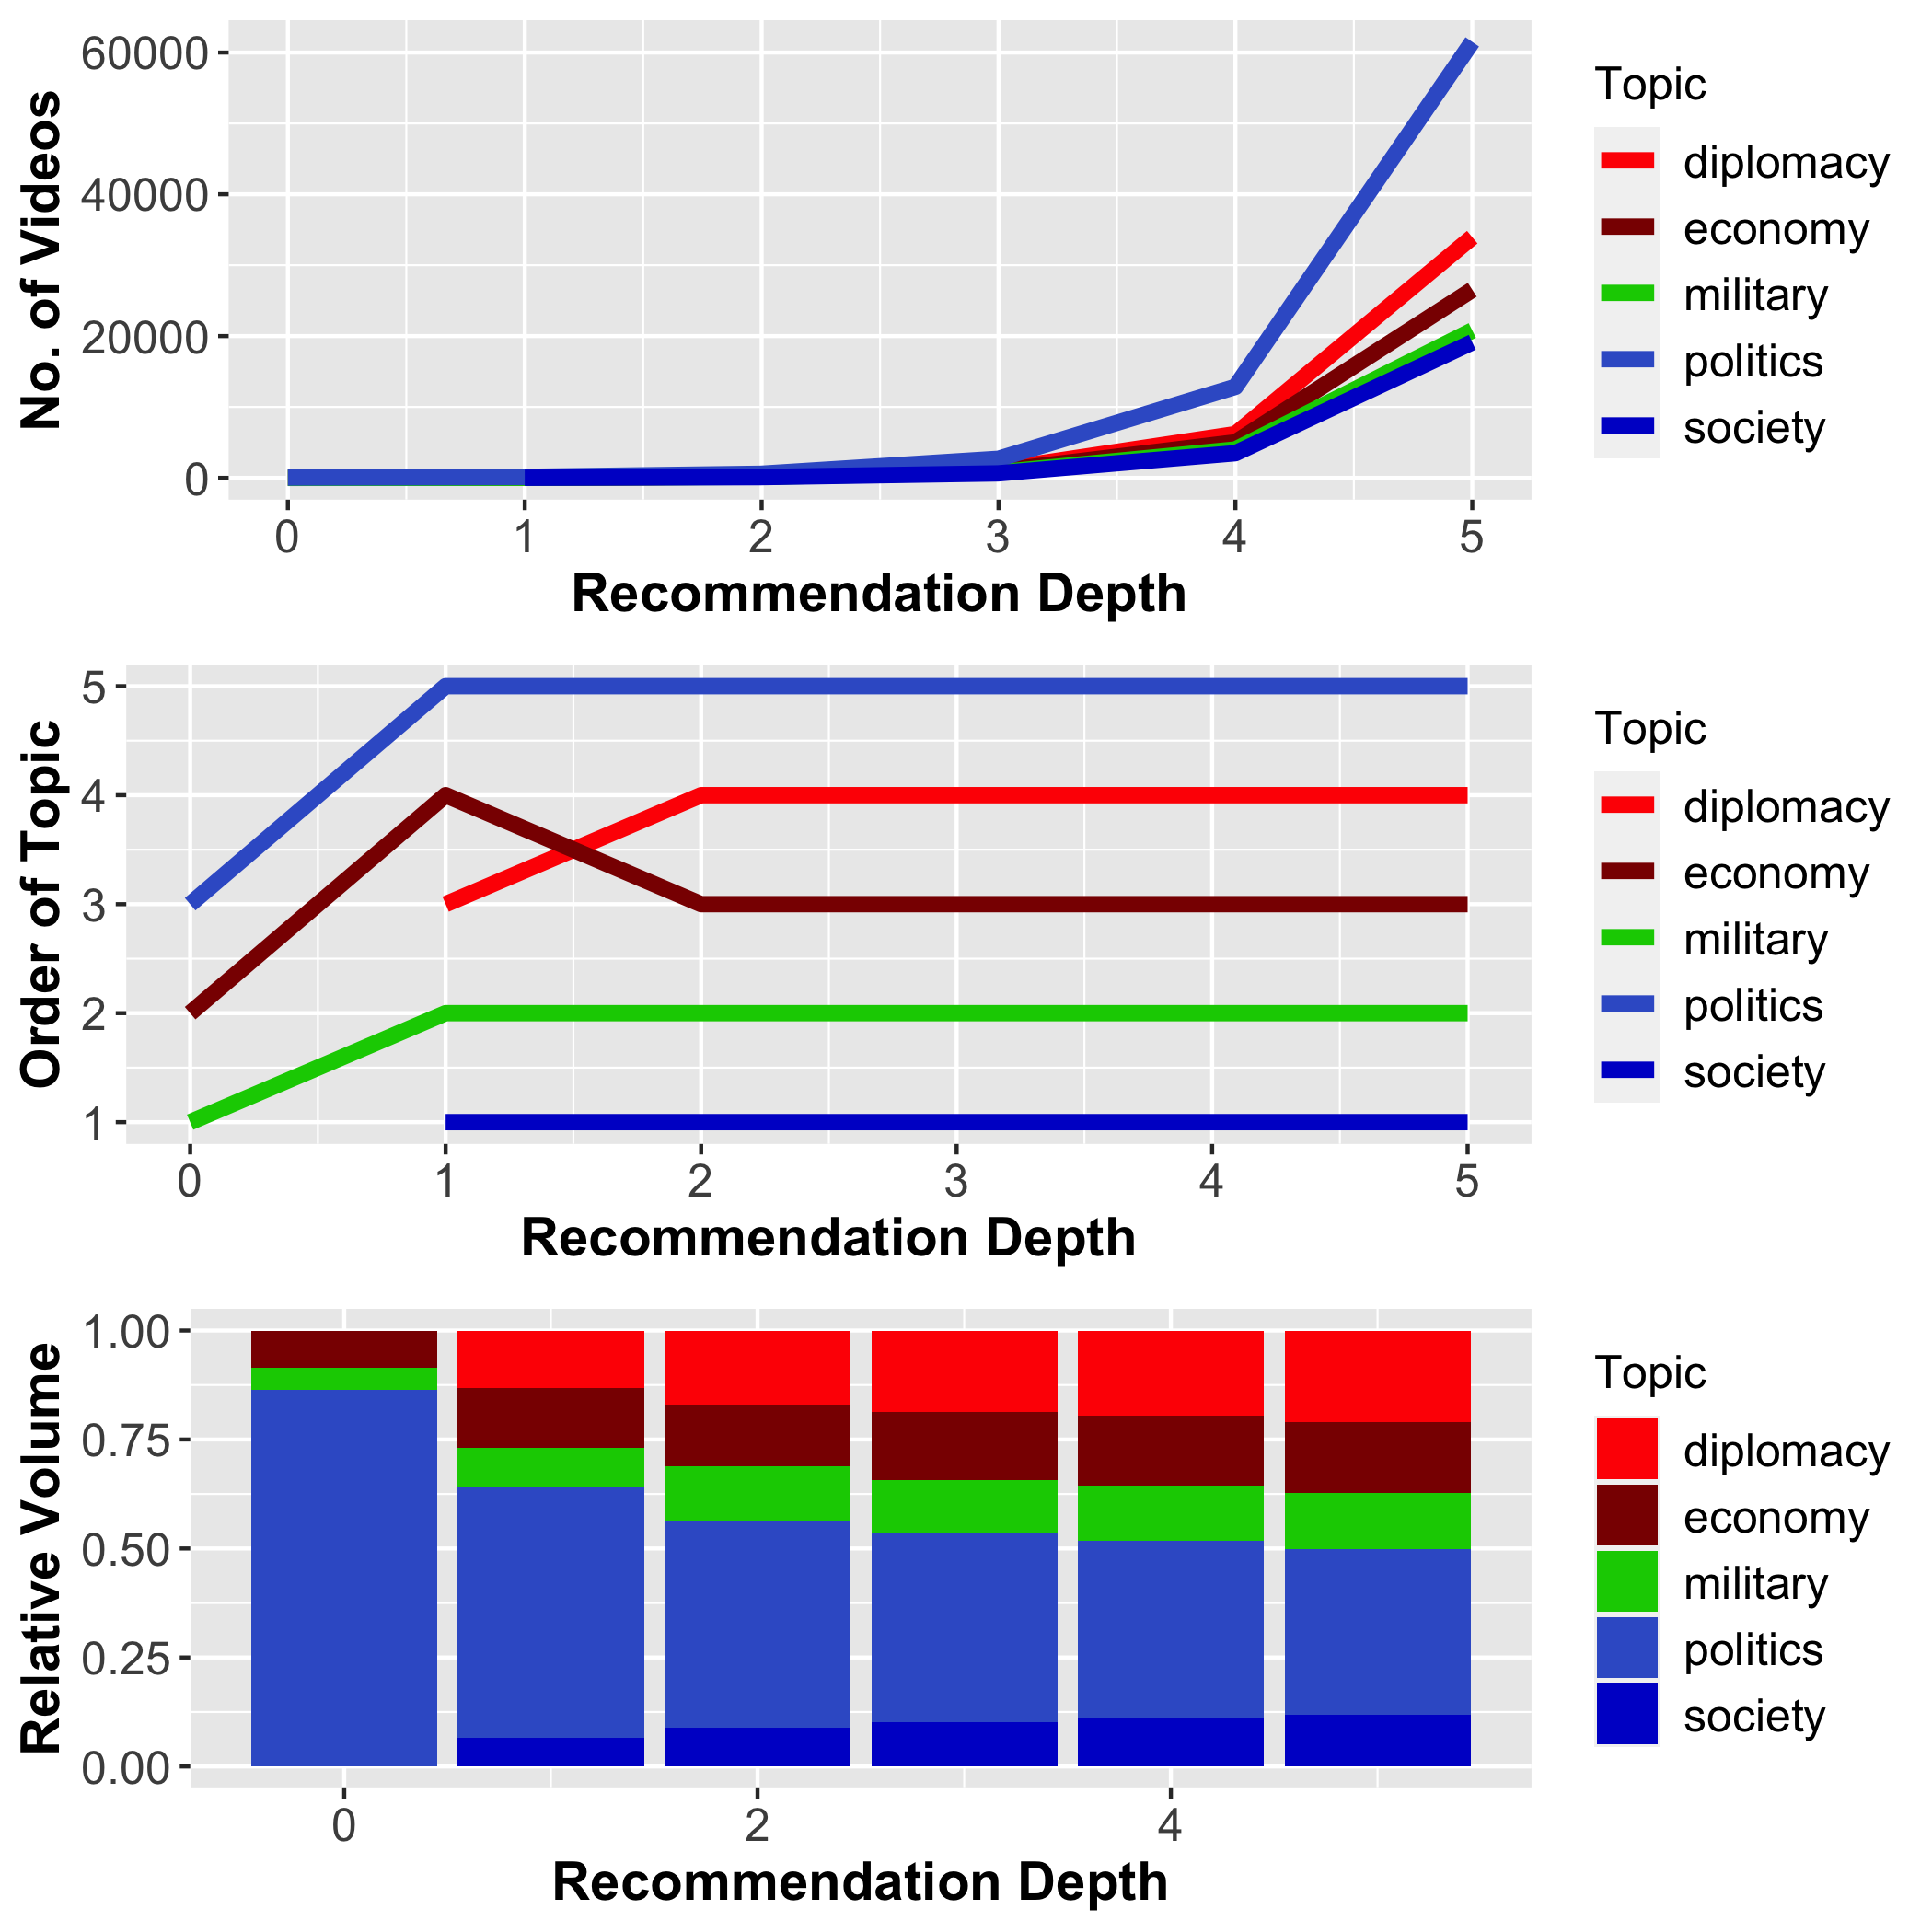 60000
40000
20000
0
No. of Videos
0 1 2 3 4 5
Recommendation Depth
Topic
diplomacy
economy
military
politics
society
5
4
3
2
1
Order of Topic
0 1 2 3 4 5
Recommendation Depth
Topic
diplomacy
economy
military
politics
society
1.00
0.75
0.50
0.25
0.00
Relative Volume
0 2 4
Recommendation Depth
Topic
diplomacy
economy
military
politics
society